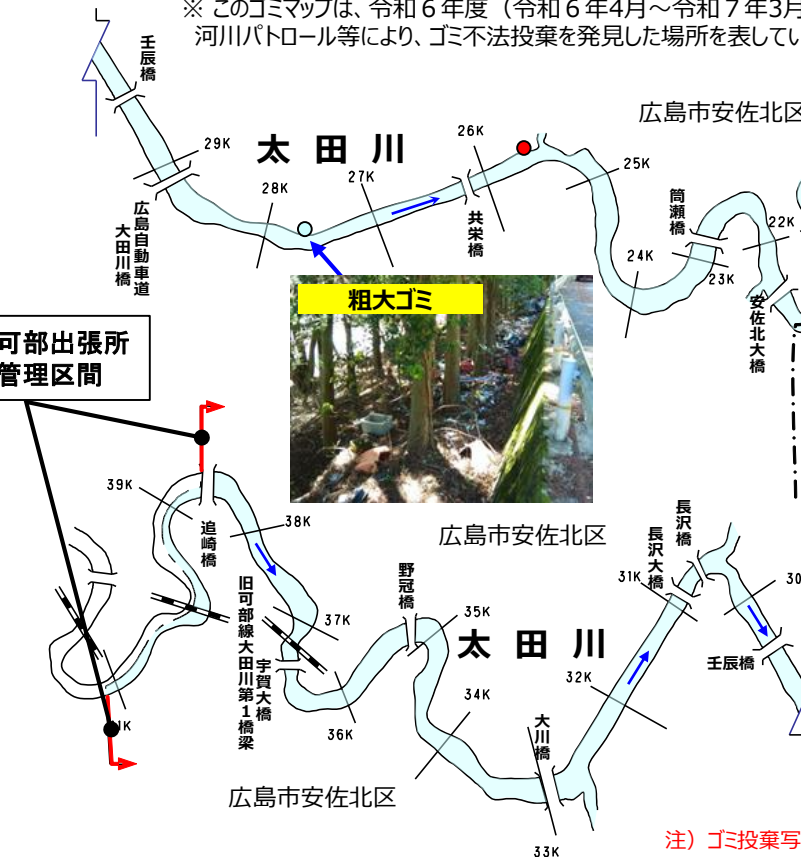 ※ このゴミマップは、令和６年度（令和６年4月～令和７年3月
河川パトロール等により、ゴミ不法投棄を発見した場所を表してい
壬辰橋
広島市安佐北区
29K
太田川
26K
25K
28K
27K
広島自動車道
太田川橋
共栄橋
筒瀬橋
22K
24K
23K
安佐北大橋
粗大ゴミ
可部出張所
管理区間
39K
追崎橋
38K
広島市安佐北区
長沢橋
長沢大橋
31K
30
野冠橋
旧可部線太田川第１橋梁
37K
35K
太田川
宇賀大橋
壬辰橋
32K
34K
1K
36K
大川橋
広島市安佐北区
33K
注）ゴミ投棄写